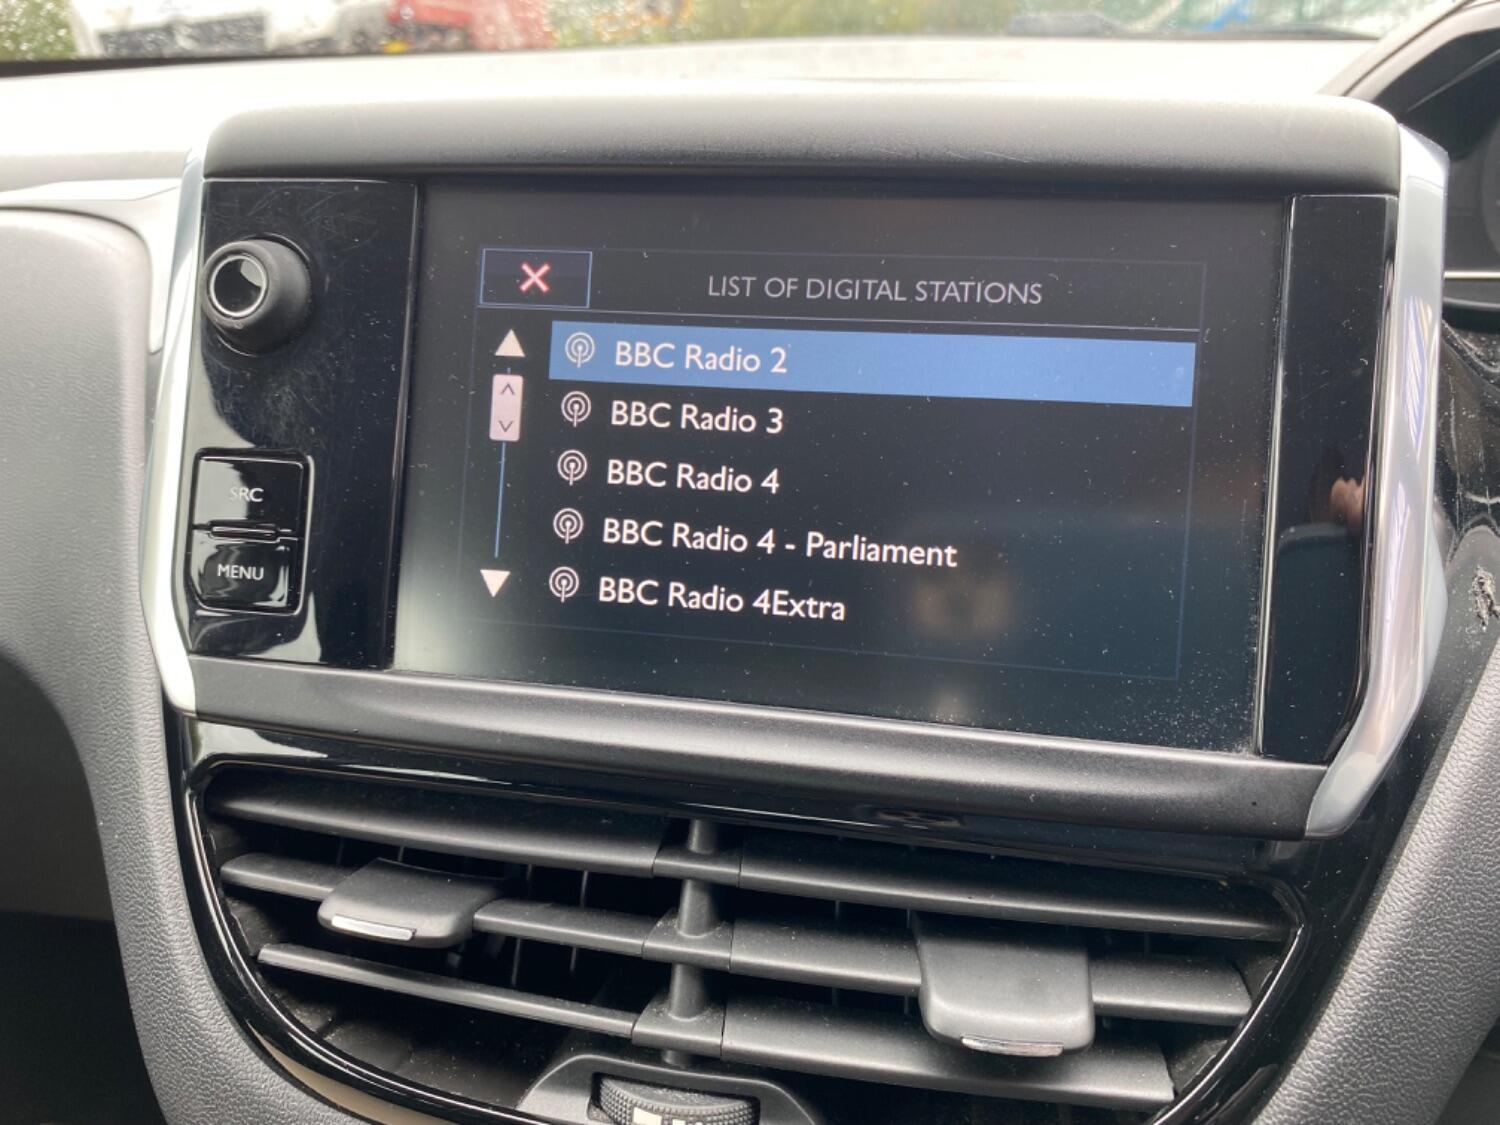 LIST OF DIGITAL STATIONS
BBC Radio 2
BBC Radio 3
BBC Radio 4
BBC Radio 4 - Parliament
BBC Radio 4Extra
SRC
MENU